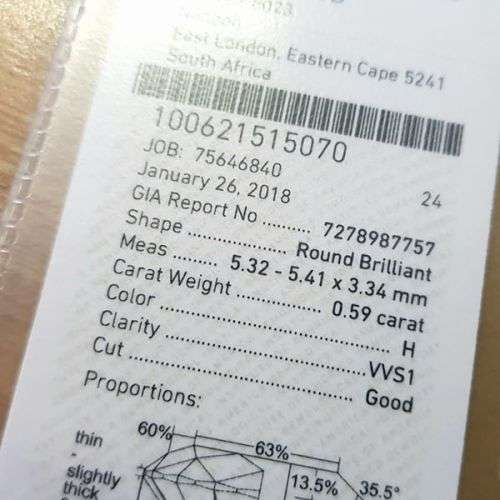 2023
East London, Eastern Cape 5241
South Africa
100621515070
JOB: 75646840
January 26, 2018 24
GIA Report No .......... 7278987757
Shape .................. Round Brilliant
Meas ......... 5.32 - 5.41 x 3.34 mm
Carat Weight ................. 0.59 carat
Color ........................................ H
Clarity ................................... VVS1
Cut ........................................ Good
Proportions:
60% 63%
thin 13.5% 35.5°
slightly
thick